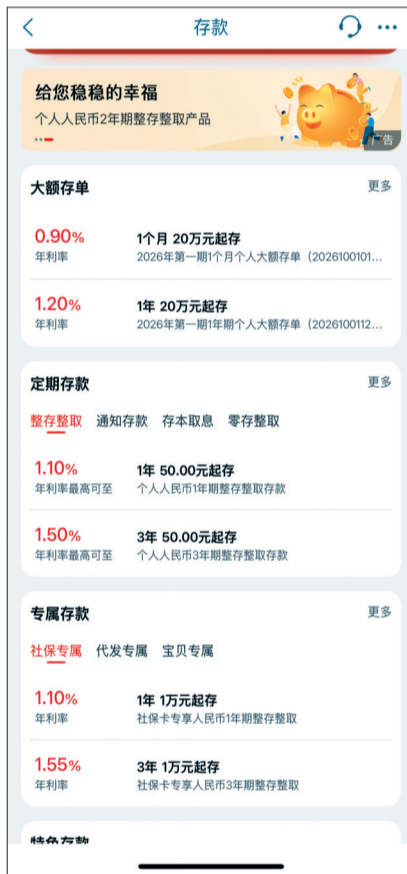 存款
给您稳稳的幸福
个人人民币2年期整存整取产品
广告
大额存单 更多
0.90% 1个月 20万元起存
年利率 2026年第一期1个月个人大额存单（2026100101...
1.20% 1年 20万元起存
年利率 2026年第一期1年期个人大额存单（2026100112...
定期存款 更多
整存整取 通知存款 存本取息 零存整取
1.10% 1年 50.00元起存
年利率最高可至 个人人民币1年期整存整取存款
1.50% 3年 50.00元起存
年利率最高可至 个人人民币3年期整存整取存款
专属存款 更多
社保专属 代发专属 宝贝专属
1.10% 1年 1万元起存
年利率 社保卡专享人民币1年期整存整取
1.55% 3年 1万元起存
年利率 社保卡专享人民币3年期整存整取
特色存款